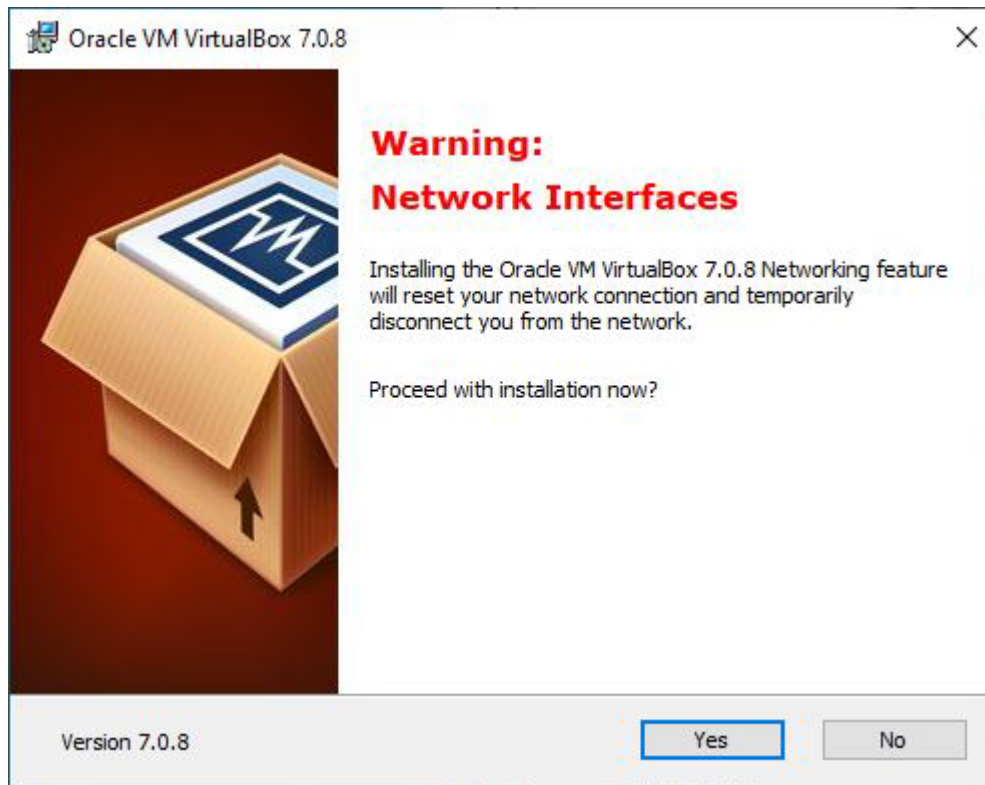 Oracle VM VirtualBox 7.0.8
Warning:
Network Interfaces
Installing the Oracle VM VirtualBox 7.0.8 Networking feature
will reset your network connection and temporarily
disconnect you from the network.
Proceed with installation now?
Version 7.0.8
Yes
No